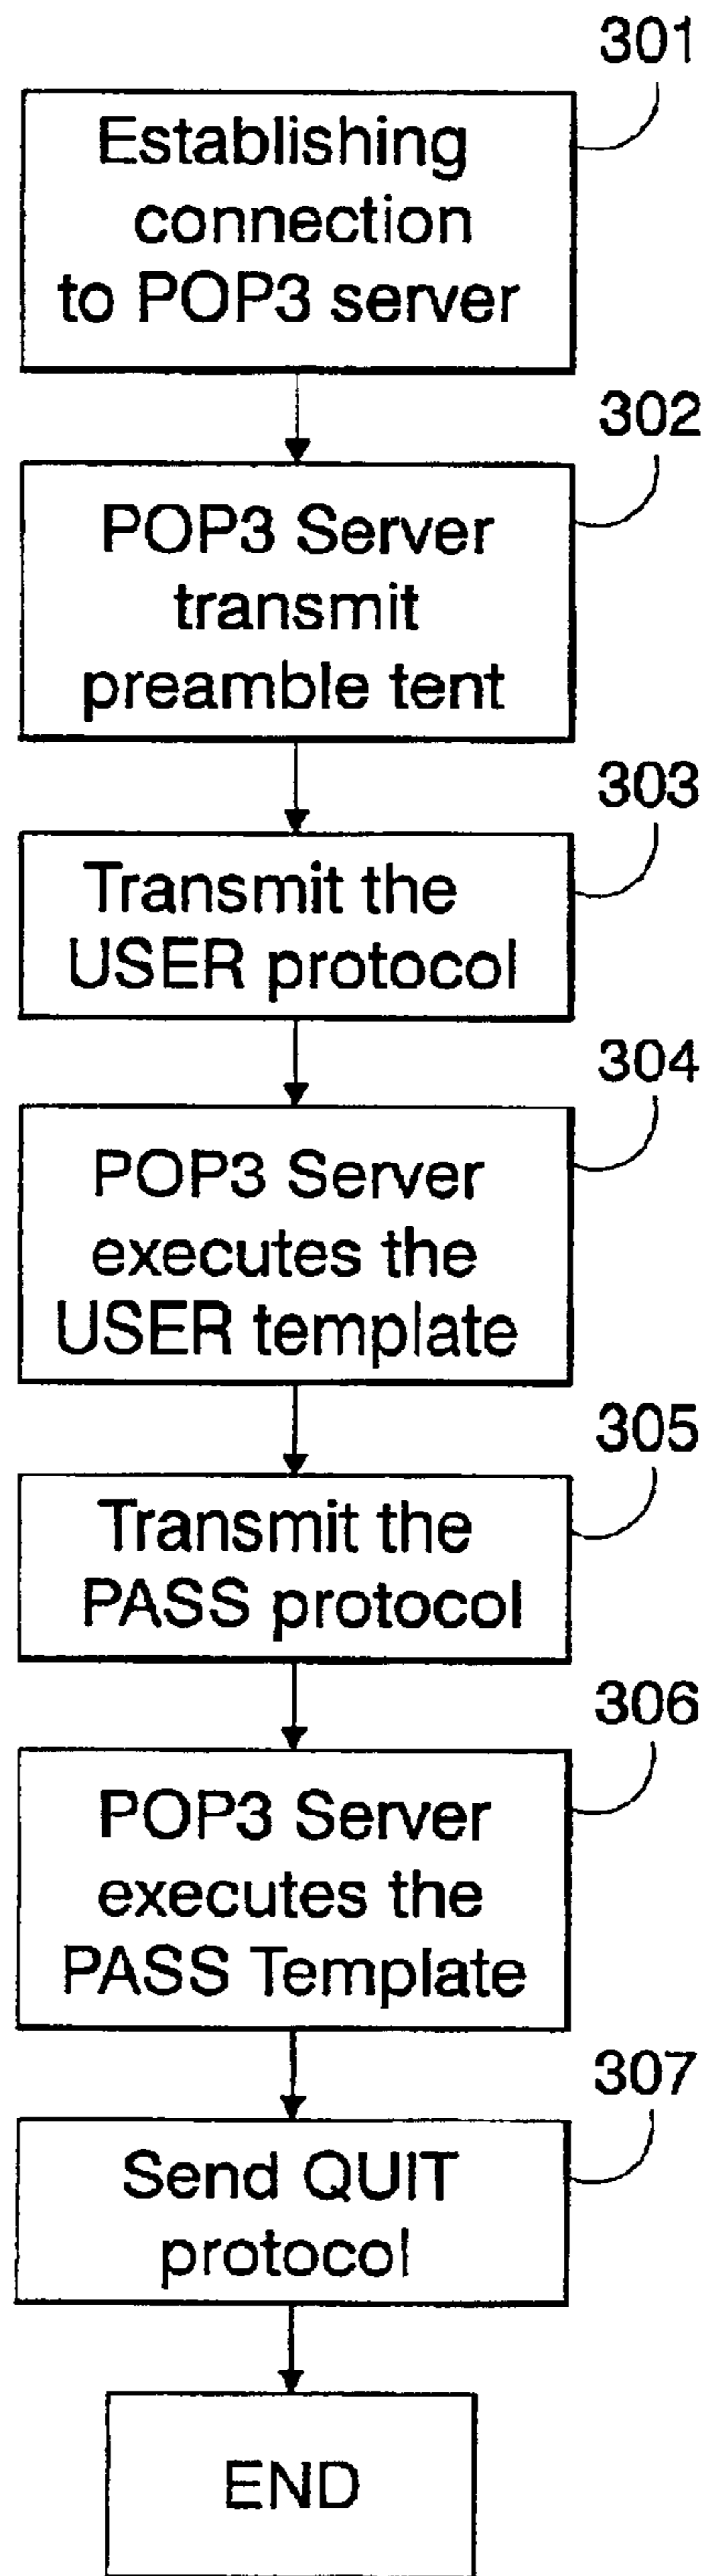 301
Establishing
connection
to POP3 server
302
POP3 Server
transmit
preamble tent
303
Transmit the
USER protocol
304
POP3 Server
executes the
USER template
305
Transmit the
PASS protocol
306
POP3 Server
executes the
PASS Template
307
Send QUIT
protocol
END